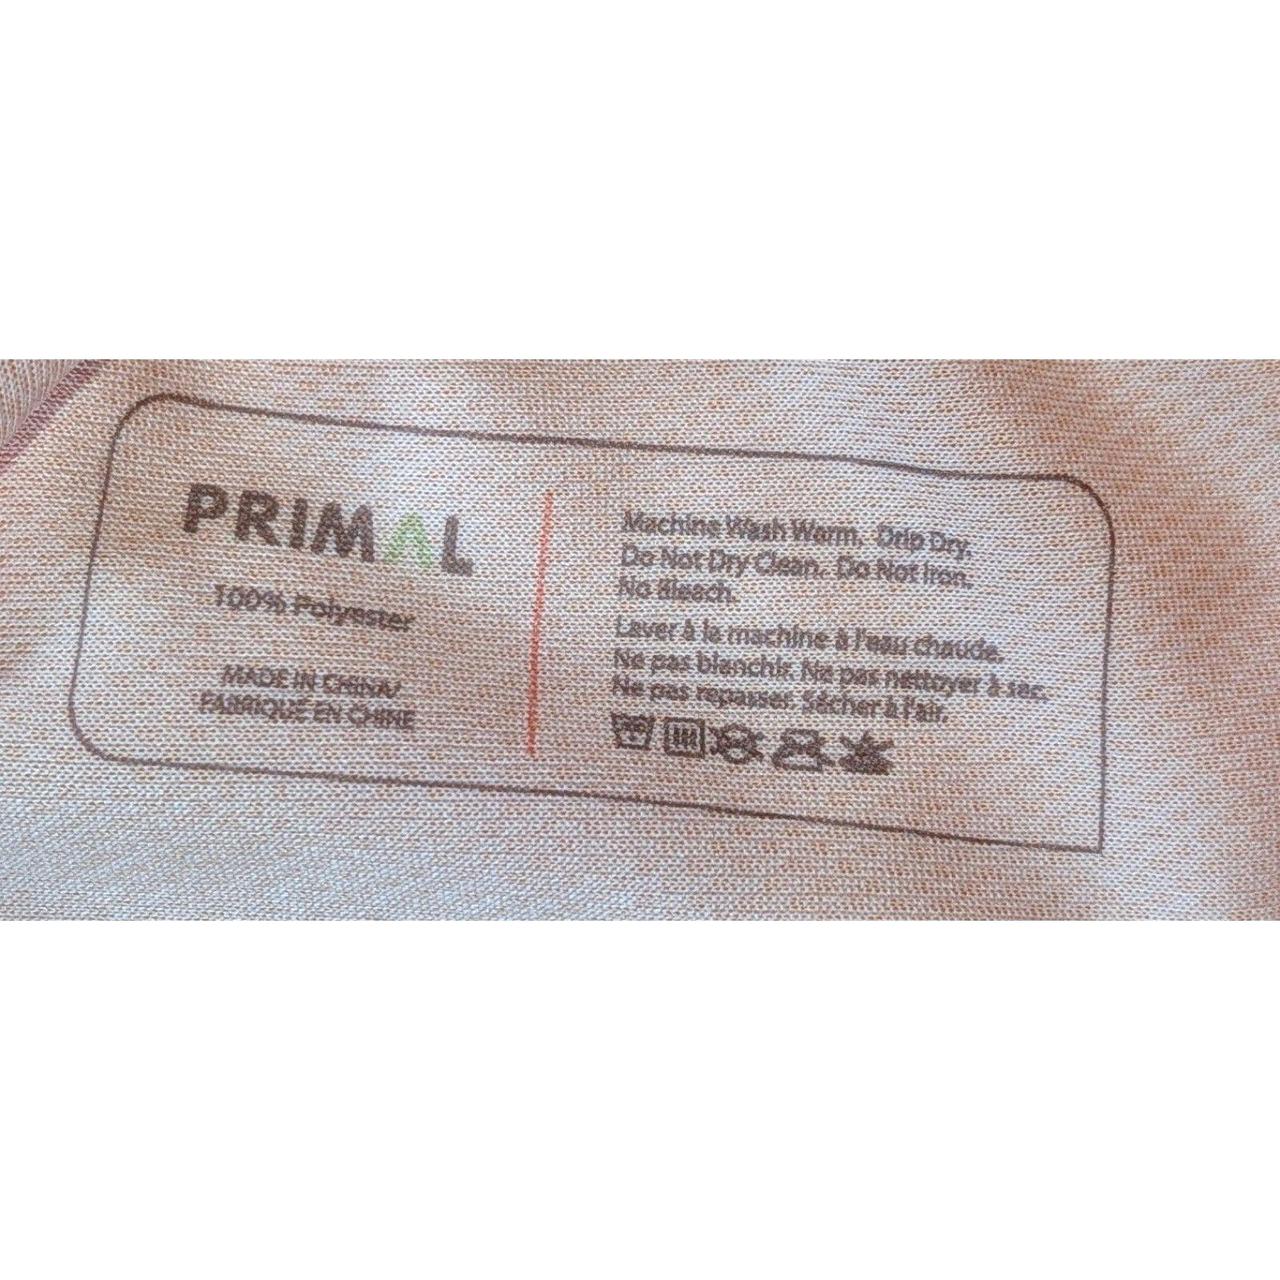 PRIMAL
100% Polyester
MADE IN CHINA/
FABRIQUÉ EN CHINE
Machine Wash Warm. Drip Dry.
Do Not Dry Clean. Do Not Iron.
No Bleach.
Laver à la machine à l'eau chaude.
Ne pas blanchir. Ne pas nettoyer à sec.
Ne pas repasser. Sécher à l'air.